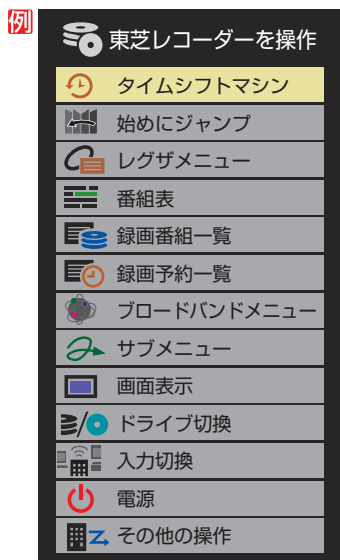 例
東芝レコーダーを操作
タイムシフトマシン
始めにジャンプ
レグザメニュー
番組表
録画番組一覧
録画予約一覧
ブロードバンドメニュー
サブメニュー
画面表示
ドライブ切換
入力切換
電源
その他の操作